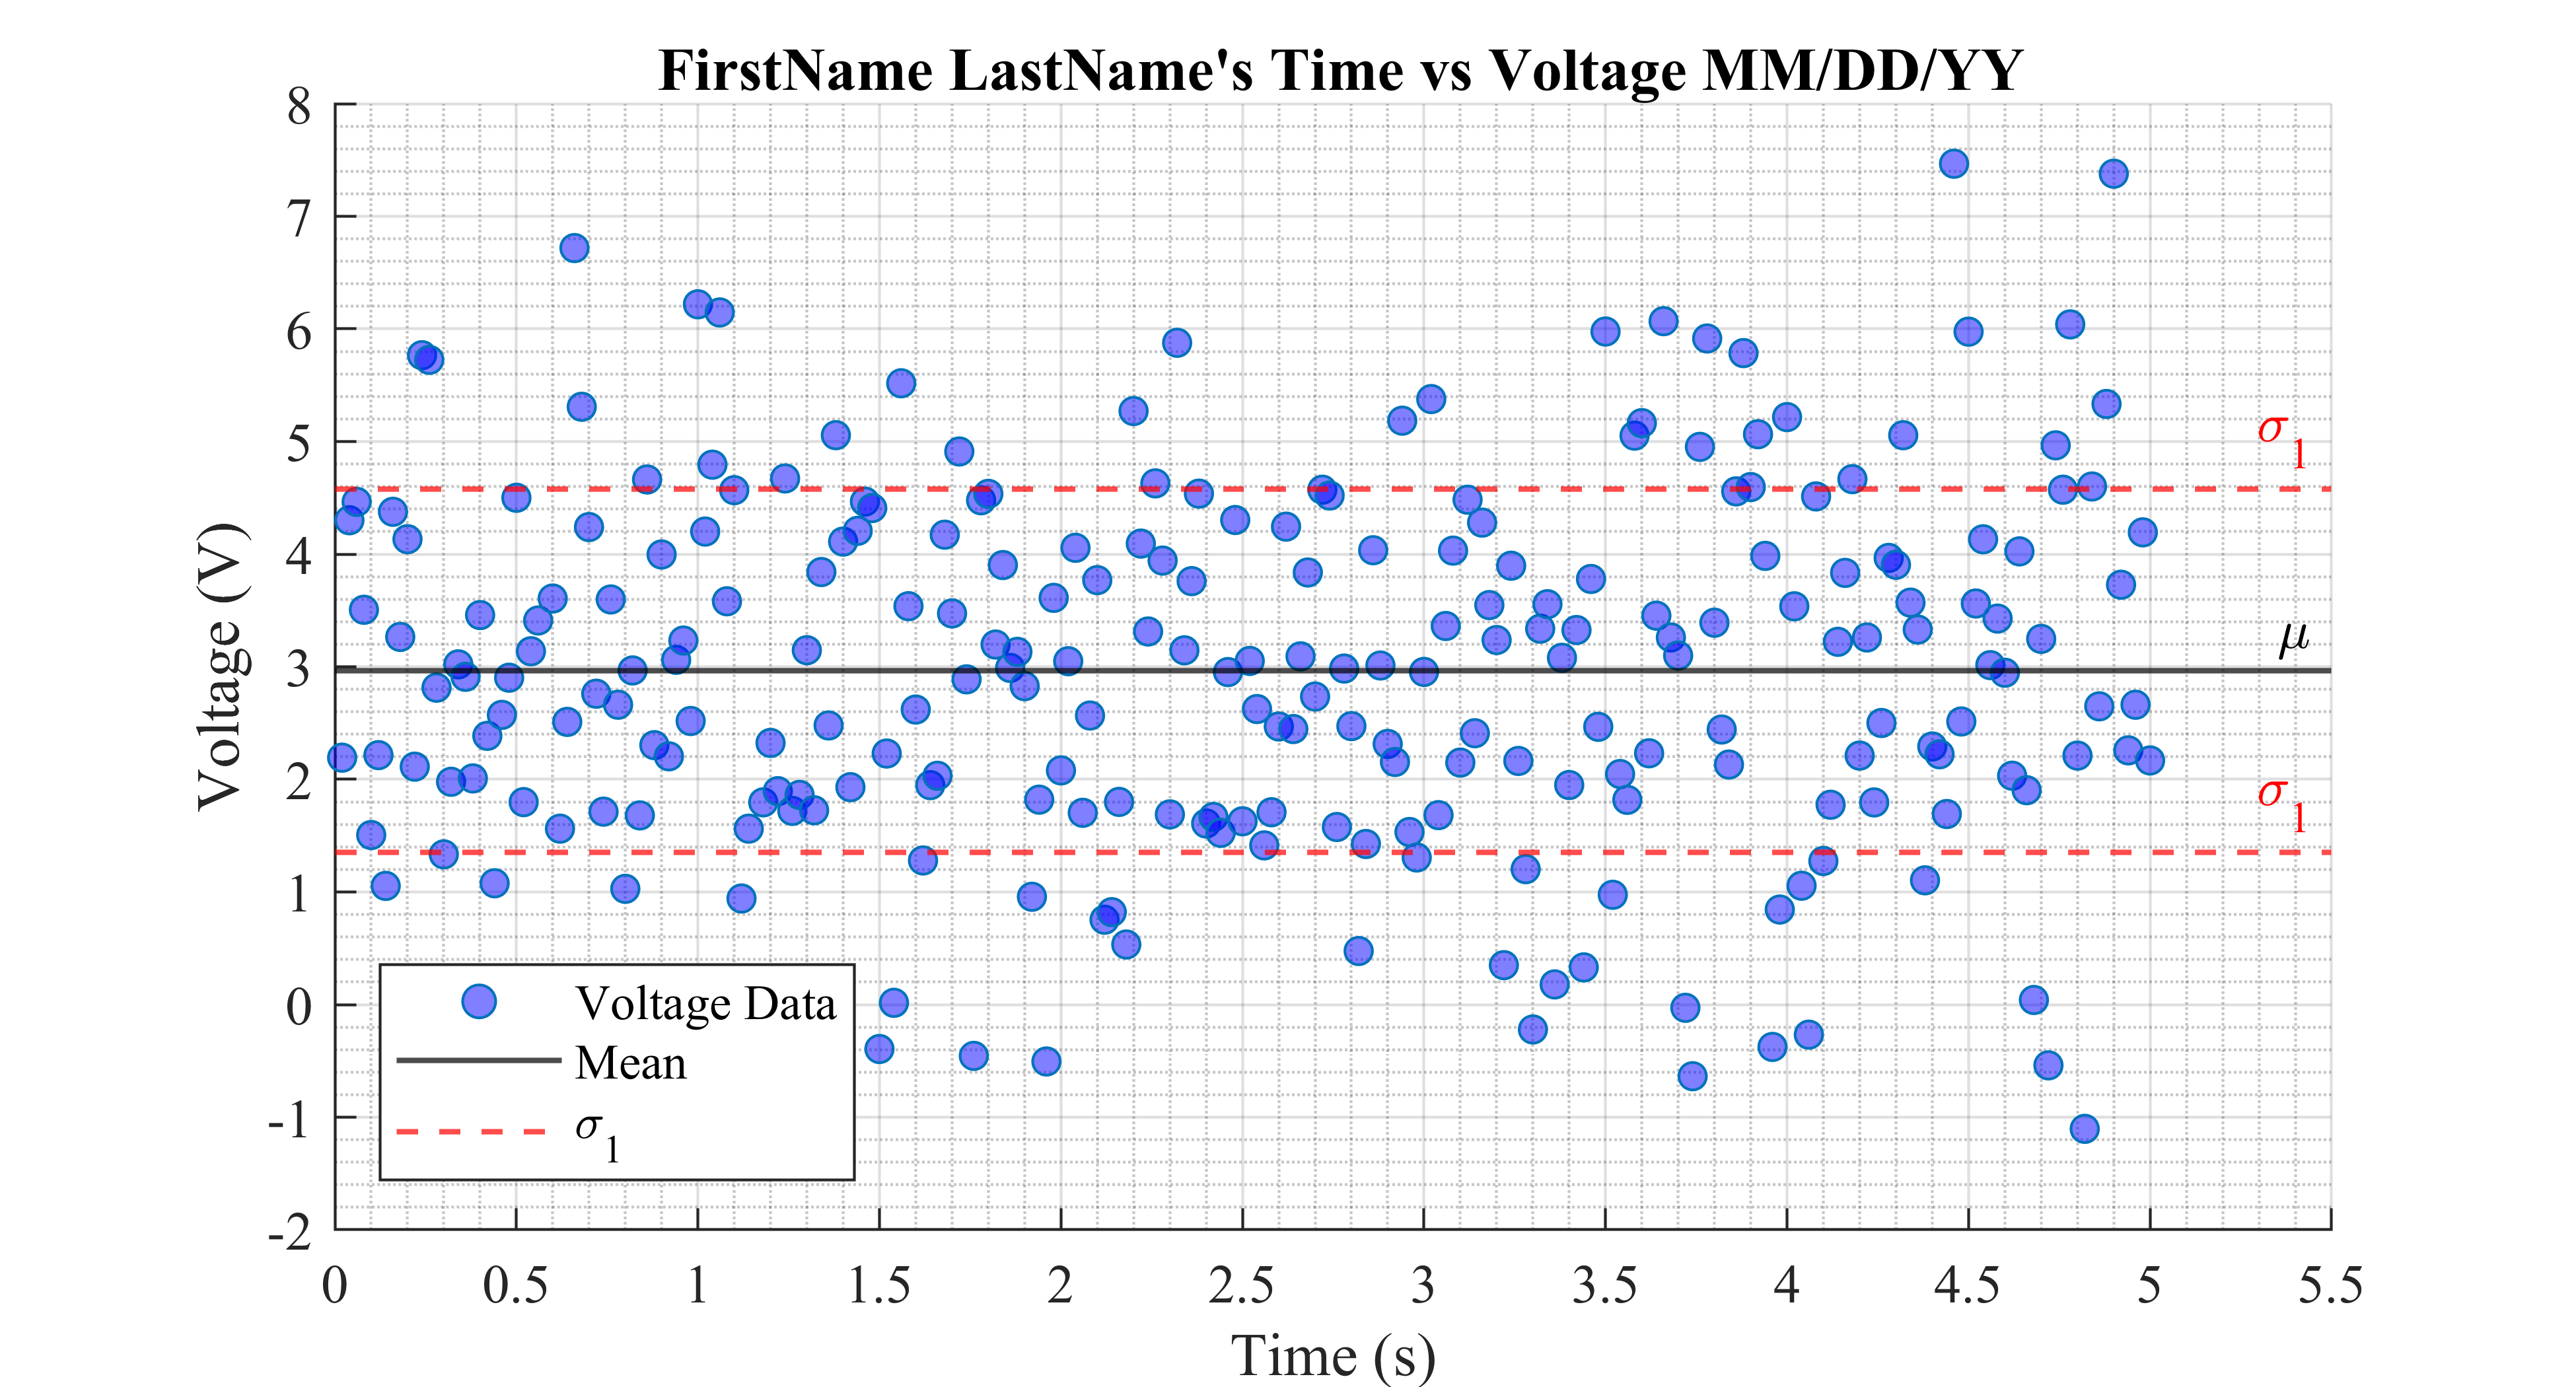 FirstName LastName's Time vs Voltage MM/DD/YY
8
7
6
5
4
3
2
1
0
-1
-2
Voltage (V)
σ1
μ
σ1
Voltage Data
Mean
σ1
0 0.5 1 1.5 2 2.5 3 3.5 4 4.5 5 5.5
Time (s)